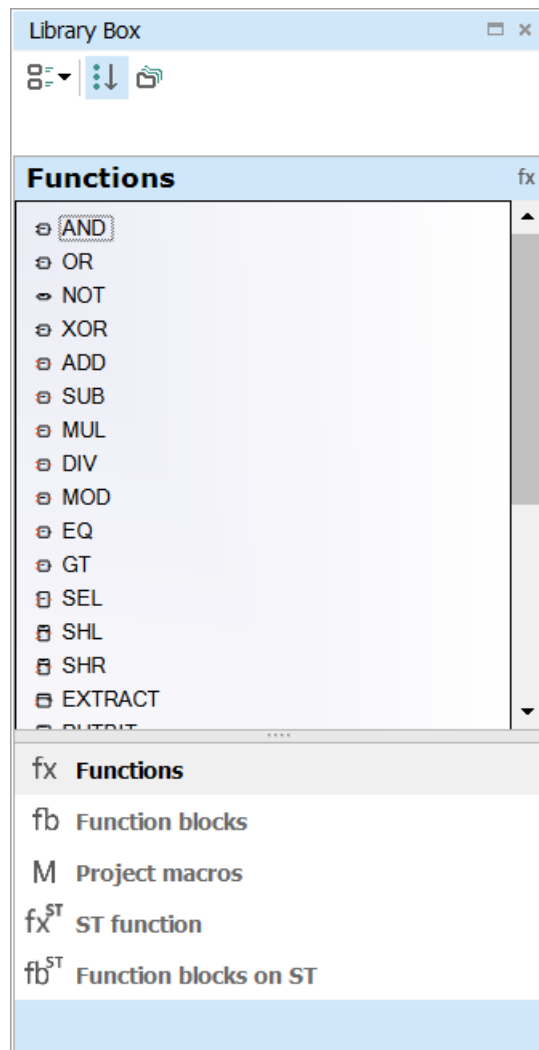 Library Box
Functions fx
AND
OR
NOT
XOR
ADD
SUB
MUL
DIV
MOD
EQ
GT
SEL
SHL
SHR
EXTRACT
fx Functions
fb Function blocks
M Project macros
fxST ST function
fbST Function blocks on ST